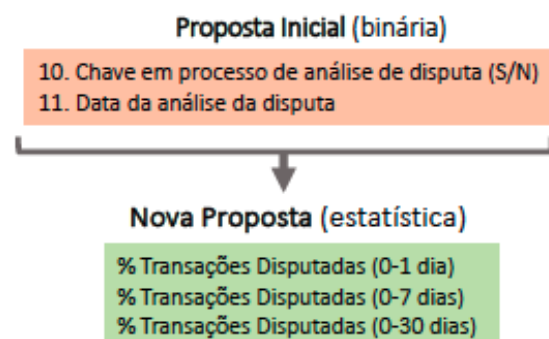 Proposta Inicial (binária)
10. Chave em processo de análise de disputa (S/N)
11. Data da análise da disputa
Nova Proposta (estatística)
% Transações Disputadas (0-1 dia)
% Transações Disputadas (0-7 dias)
% Transações Disputadas (0-30 dias)